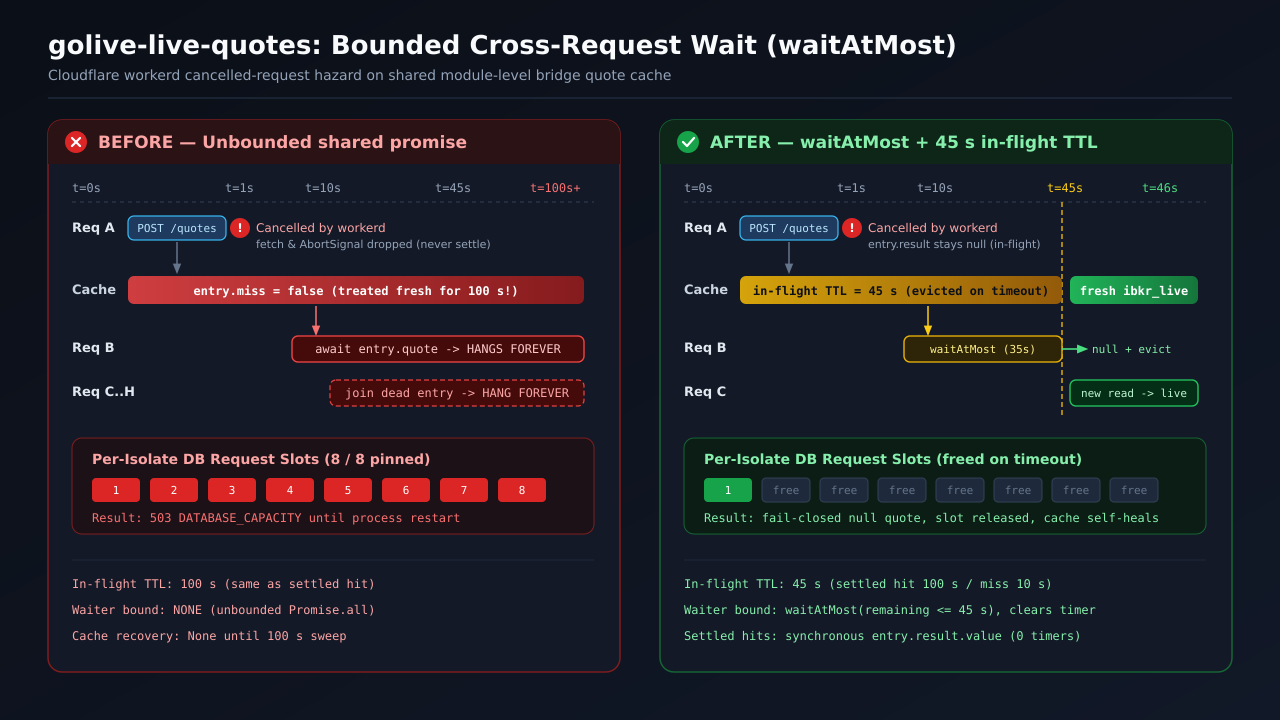 golive-live-quotes: Bounded Cross-Request Wait (waitAtMost)
Cloudflare workerd cancelled-request hazard on shared module-level bridge quote cache
BEFORE — Unbounded shared promise
t=0s t=1s t=10s t=45s t=100s+
Req A POST /quotes ! Cancelled by workerd
fetch & AbortSignal dropped (never settle)
Cache entry.miss = false (treated fresh for 100 s!)
Req B await entry.quote -> HANGS FOREVER
Req C..H join dead entry -> HANG FOREVER
Per-Isolate DB Request Slots (8 / 8 pinned)
1 2 3 4 5 6 7 8
Result: 503 DATABASE_CAPACITY until process restart
In-flight TTL: 100 s (same as settled hit)
Waiter bound: NONE (unbounded Promise.all)
Cache recovery: None until 100 s sweep
AFTER — waitAtMost + 45 s in-flight TTL
t=0s t=1s t=10s t=45s t=46s
Req A POST /quotes ! Cancelled by workerd
entry.result stays null (in-flight)
Cache in-flight TTL = 45 s (evicted on timeout) fresh ibkr_live
Req B waitAtMost (35s) null + evict
Req C new read -> live
Per-Isolate DB Request Slots (freed on timeout)
1 free free free free free free free
Result: fail-closed null quote, slot released, cache self-heals
In-flight TTL: 45 s (settled hit 100 s / miss 10 s)
Waiter bound: waitAtMost(remaining <= 45 s), clears timer
Settled hits: synchronous entry.result.value (0 timers)